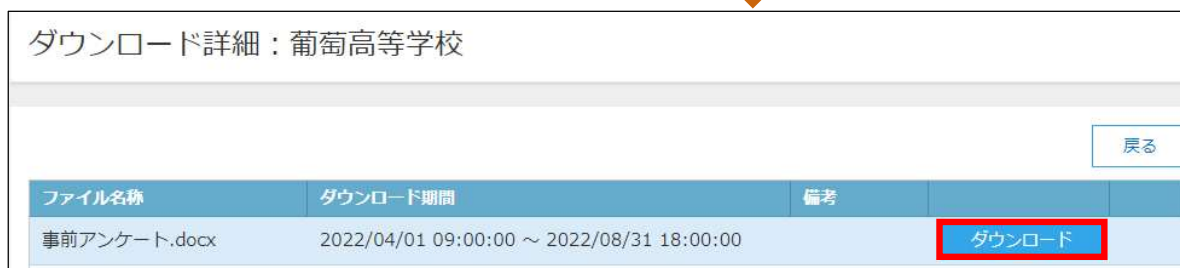 ダウンロード詳細：葡萄高等学校
戻る
ファイル名称 ダウンロード期間 備考
事前アンケート.docx 2022/04/01 09:00:00 ～ 2022/08/31 18:00:00 ダウンロード